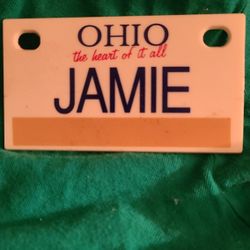 OHIO
the heart of it all
JAMIE